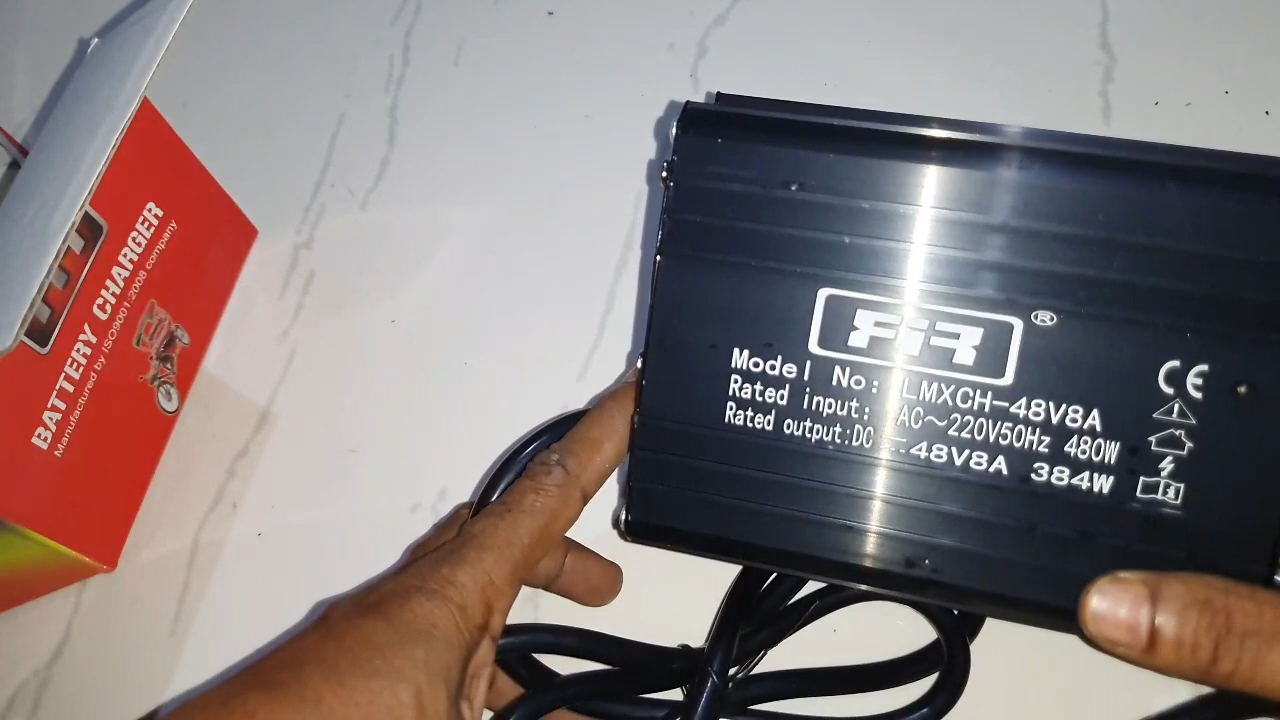 BATTERY CHARGER
Manufactured by ISO9001:2008 company
®
Model No: LMXCH-48V8A
Rated input: AC~220V50Hz 480W
Rated output:DC 48V8A 384W
CE